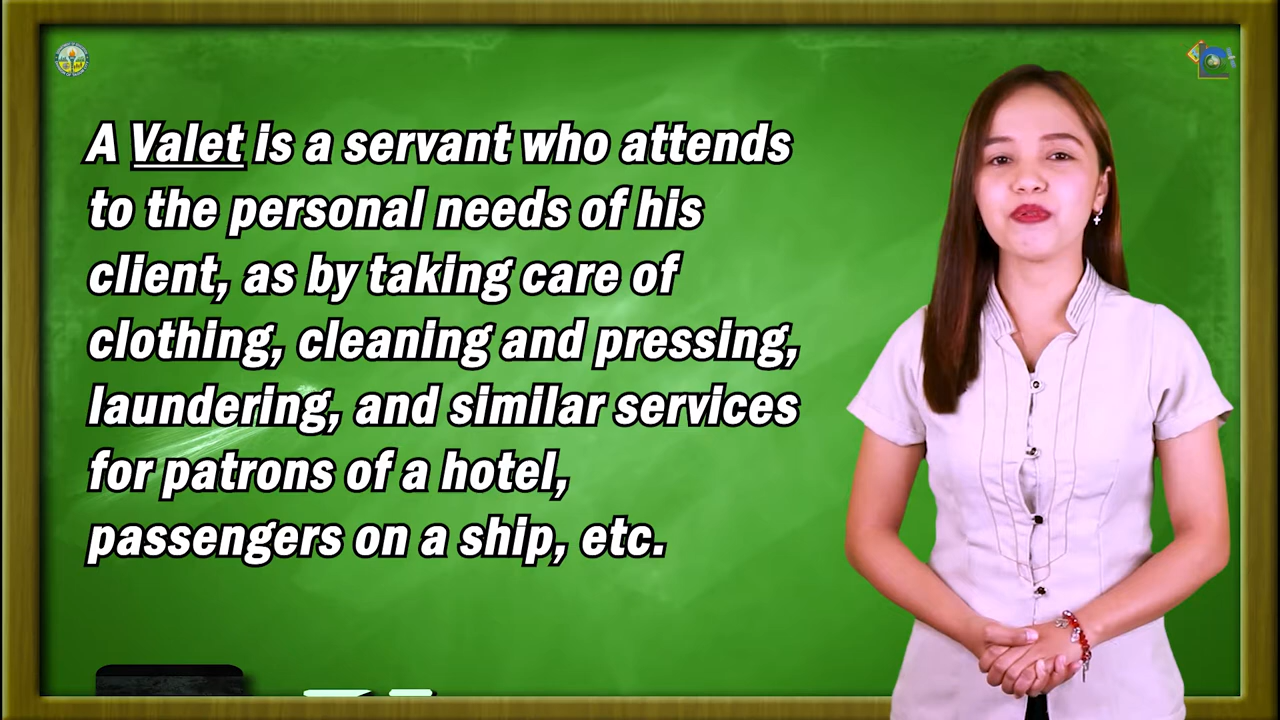 A Valet is a servant who attends
to the personal needs of his
client, as by taking care of
clothing, cleaning and pressing,
laundering, and similar services
for patrons of a hotel,
passengers on a ship, etc.